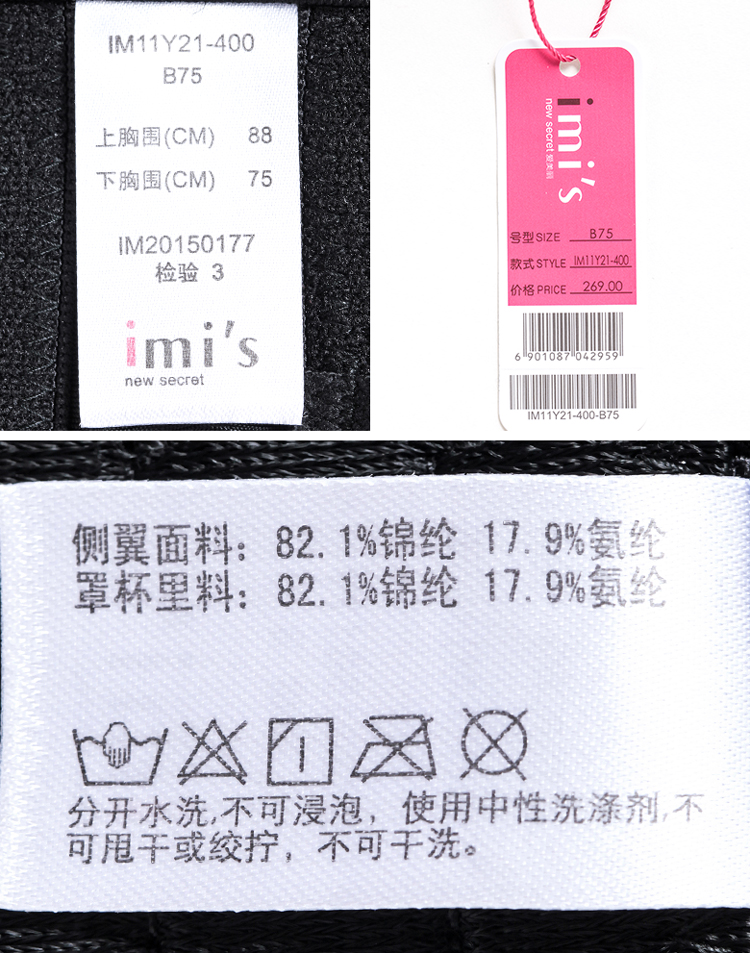 IM11Y21-400
B75
上胸围(CM) 88
下胸围(CM) 75
IM20150177
检验 3
imi's
new secret
imi's
new secret 爱美丽
号型SIZE B75
款式STYLE IM11Y21-400
价格PRICE 269.00
6 901087 042959
IM11Y21-400-B75
侧翼面料: 82.1%锦纶 17.9%氨纶
罩杯里料: 82.1%锦纶 17.9%氨纶
分开水洗,不可浸泡，使用中性洗涤剂,不
可甩干或绞拧，不可干洗。